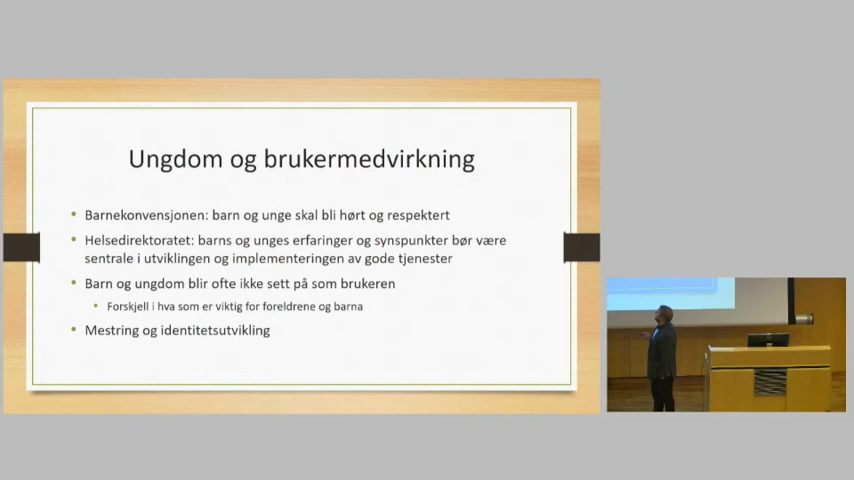 Ungdom og brukermedvirkning
• Barnekonvensjonen: barn og unge skal bli hørt og respektert
• Helsedirektoratet: barns og unges erfaringer og synspunkter bør være
sentrale i utviklingen og implementeringen av gode tjenester
• Barn og ungdom blir ofte ikke sett på som brukeren
• Forskjell i hva som er viktig for foreldrene og barna
• Mestring og identitetsutvikling